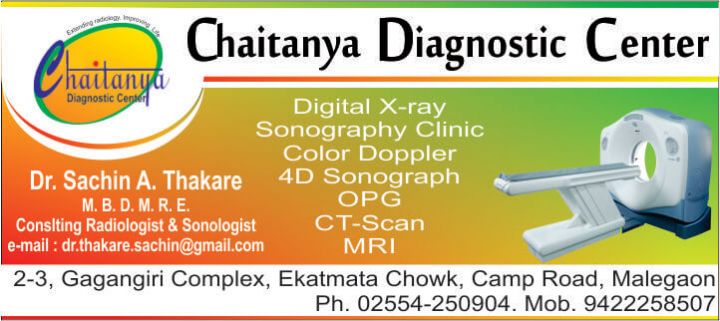 Extending radiology, Improving Life
Chaitanya
Diagnostic Center
Chaitanya Diagnostic Center
Digital X-ray
Sonography Clinic
Color Doppler
4D Sonograph
OPG
CT-Scan
MRI
Dr. Sachin A. Thakare
M. B. D. M. R. E.
Conslting Radiologist & Sonologist
e-mail : dr.thakare.sachin@gmail.com
2-3, Gagangiri Complex, Ekatmata Chowk, Camp Road, Malegaon
Ph. 02554-250904. Mob. 9422258507